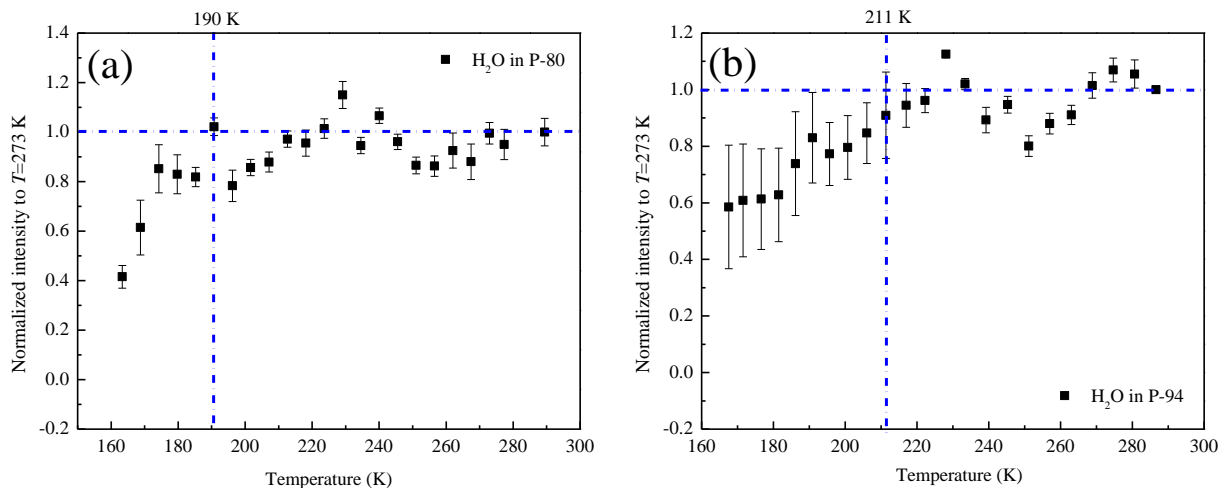 190 K
(a)
H₂O in P-80
Normalized intensity to T=273 K
1.4
1.2
1.0
0.8
0.6
0.4
0.2
0.0
-0.2
160 180 200 220 240 260 280 300
Temperature (K)
211 K
(b)
H₂O in P-94
Normalized intensity to T=273 K
1.2
1.0
0.8
0.6
0.4
0.2
0.0
-0.2
160 180 200 220 240 260 280 300
Temperature (K)